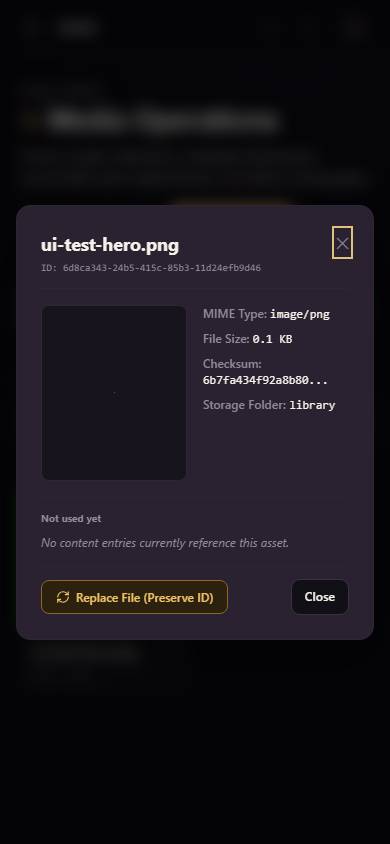 Media Operations
ui-test-hero.png
ID: 6d8ca343-24b5-415c-85b3-11d24efb9d46
MIME Type: image/png
File Size: 0.1 KB
Checksum:
6b7fa434f92a8b80...
Storage Folder: library
Not used yet
No content entries currently reference this asset.
Replace File (Preserve ID)
Close